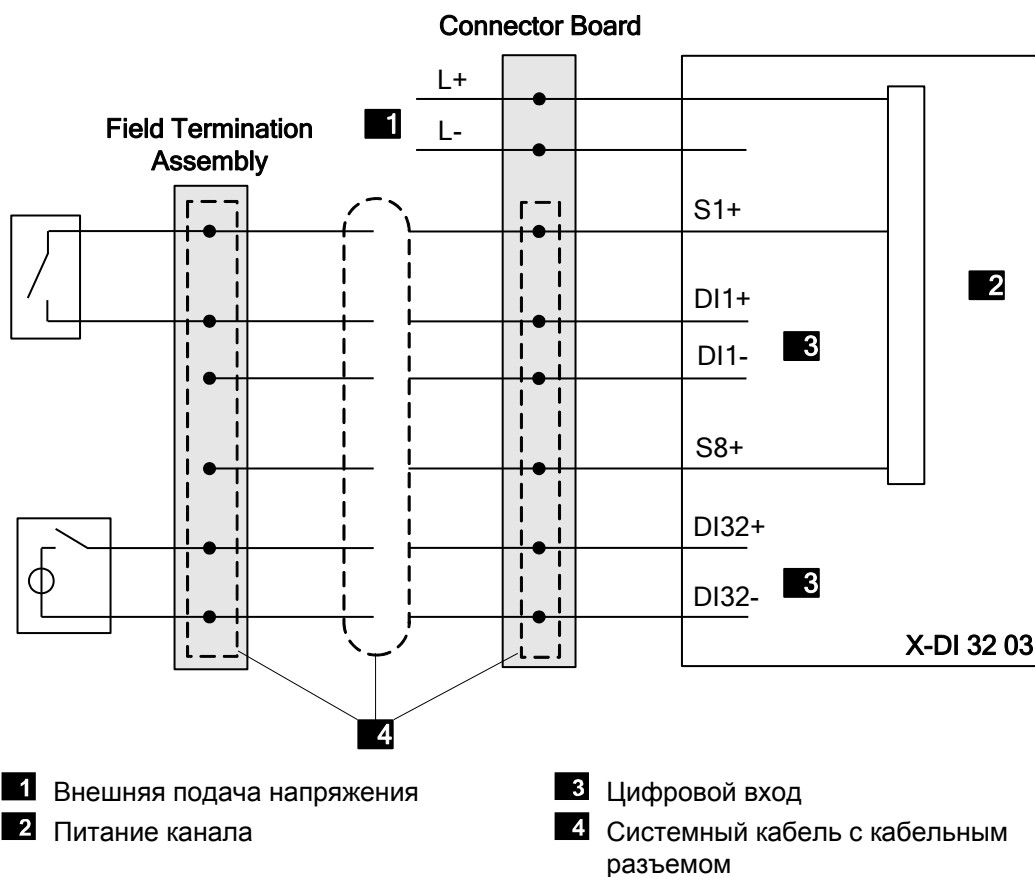 Connector Board
L+
1
L-
Field Termination
Assembly
S1+
2
DI1+
3
DI1-
S8+
DI32+
3
DI32-
X-DI 32 03
4
1 Внешняя подача напряжения
2 Питание канала
3 Цифровой вход
4 Системный кабель с кабельным
разъемом